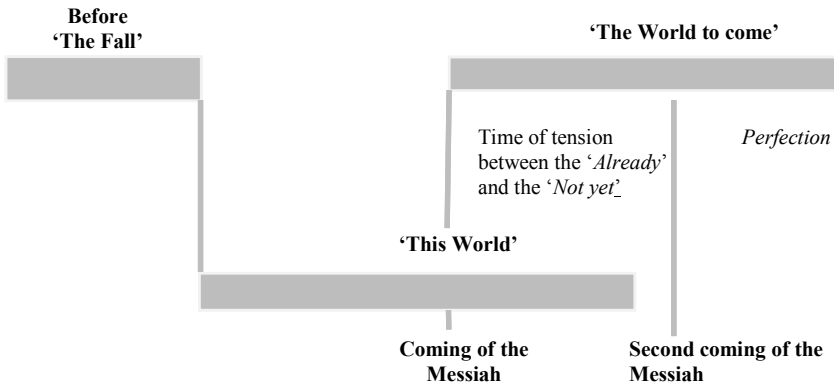 Before
‘The Fall’
‘The World to come’
Time of tension
between the ‘Already’
and the ‘Not yet’
Perfection
‘This World’
Coming of the
Messiah
Second coming of the
Messiah